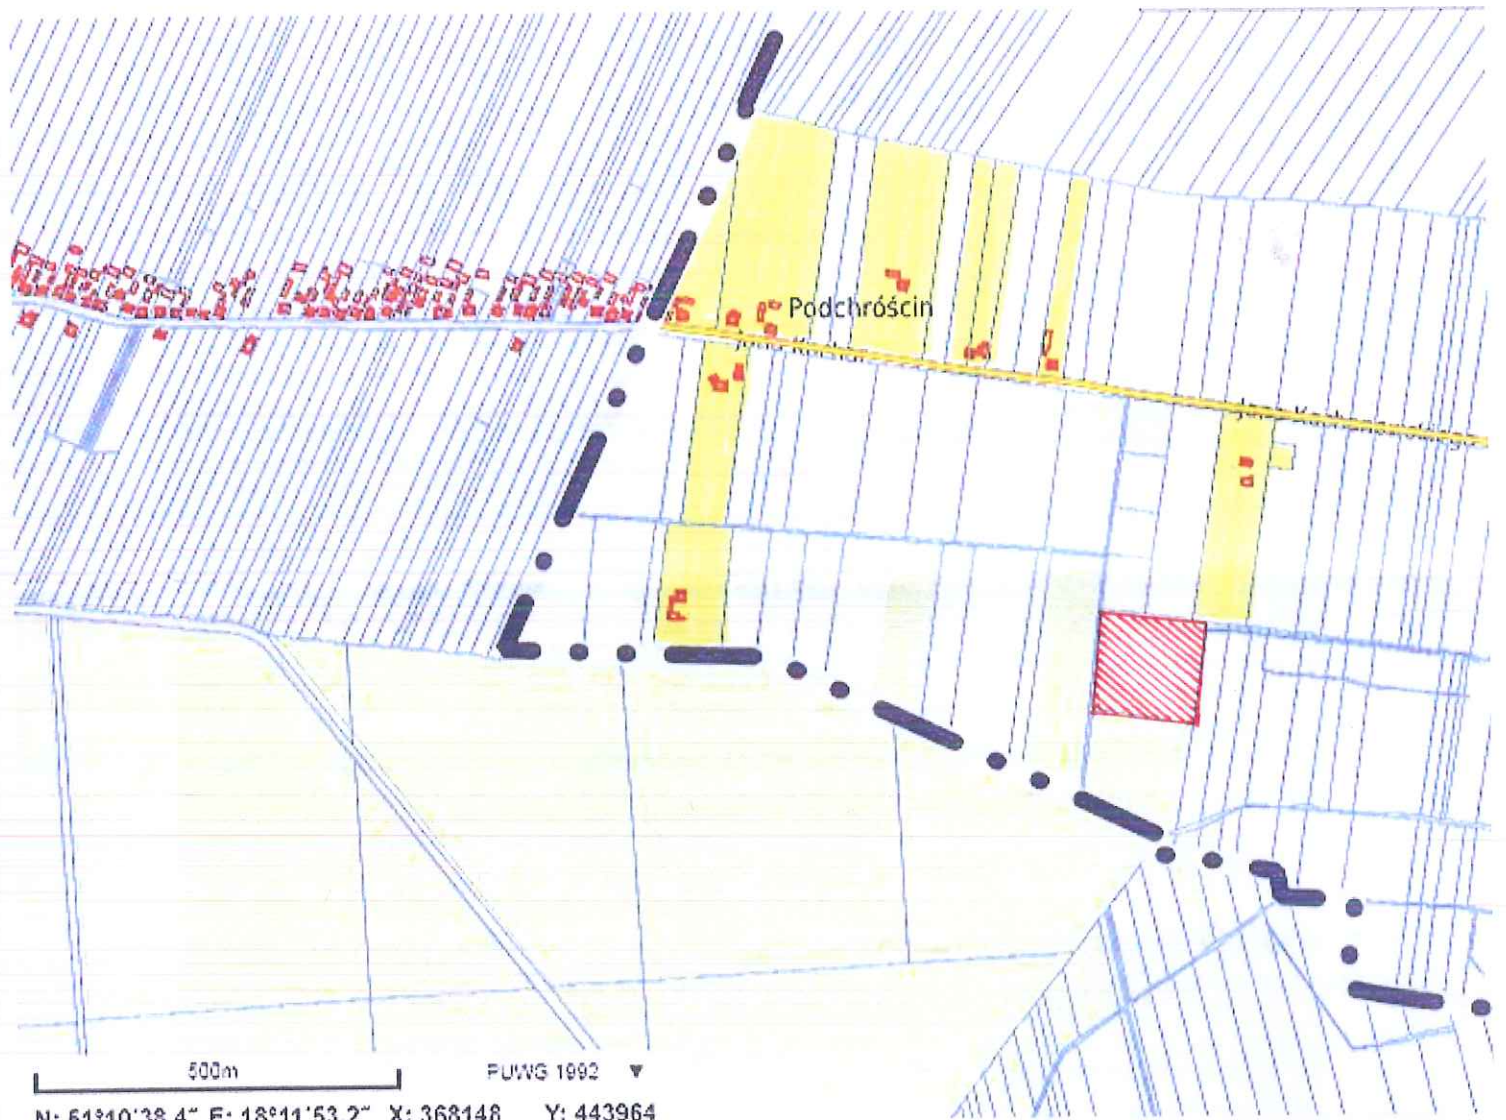 Podchróścin
500m
PUWG 1992 ▼
N: 51°10'38.4" E: 18°11'53.2" X: 368148 Y: 443964